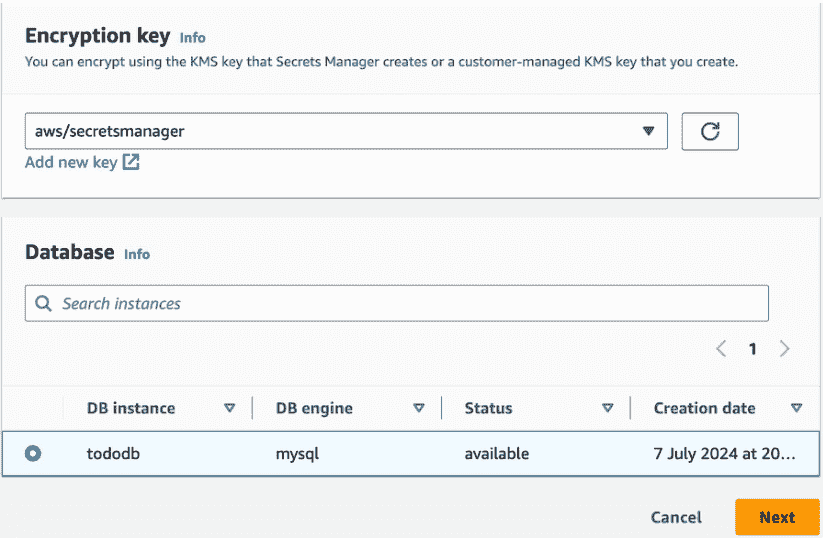 Encryption key Info
You can encrypt using the KMS key that Secrets Manager creates or a customer-managed KMS key that you create.
aws/secretsmanager
Add new key
Database Info
Search instances
1
DB instance DB engine Status Creation date
tododb mysql available 7 July 2024 at 20...
Cancel Next